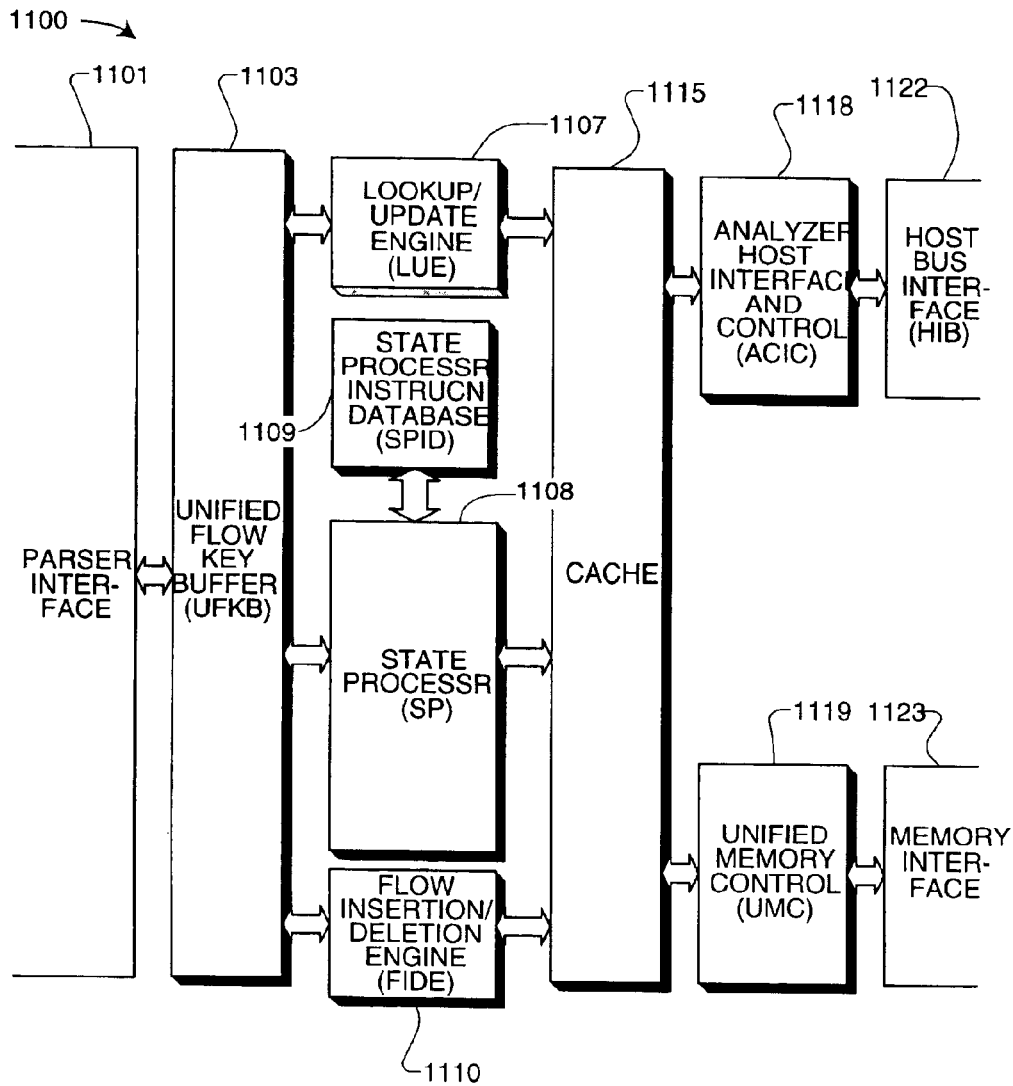 1100
1101
1103
1107
1115
1118
1122
LOOKUP/
UPDATE
ENGINE
(LUE)
ANALYZER
HOST
INTERFACE
AND
CONTROL
(ACIC)
HOST
BUS
INTER-
FACE
(HIB)
STATE
PROCESSR
INSTRUCN
DATABASE
(SPID)
1109
1108
UNIFIED
FLOW
KEY
BUFFER
(UFKB)
PARSER
INTER-
FACE
CACHE
STATE
PROCESSR
(SP)
1119
1123
UNIFIED
MEMORY
CONTROL
(UMC)
MEMORY
INTER-
FACE
FLOW
INSERTION/
DELETION
ENGINE
(FIDE)
1110